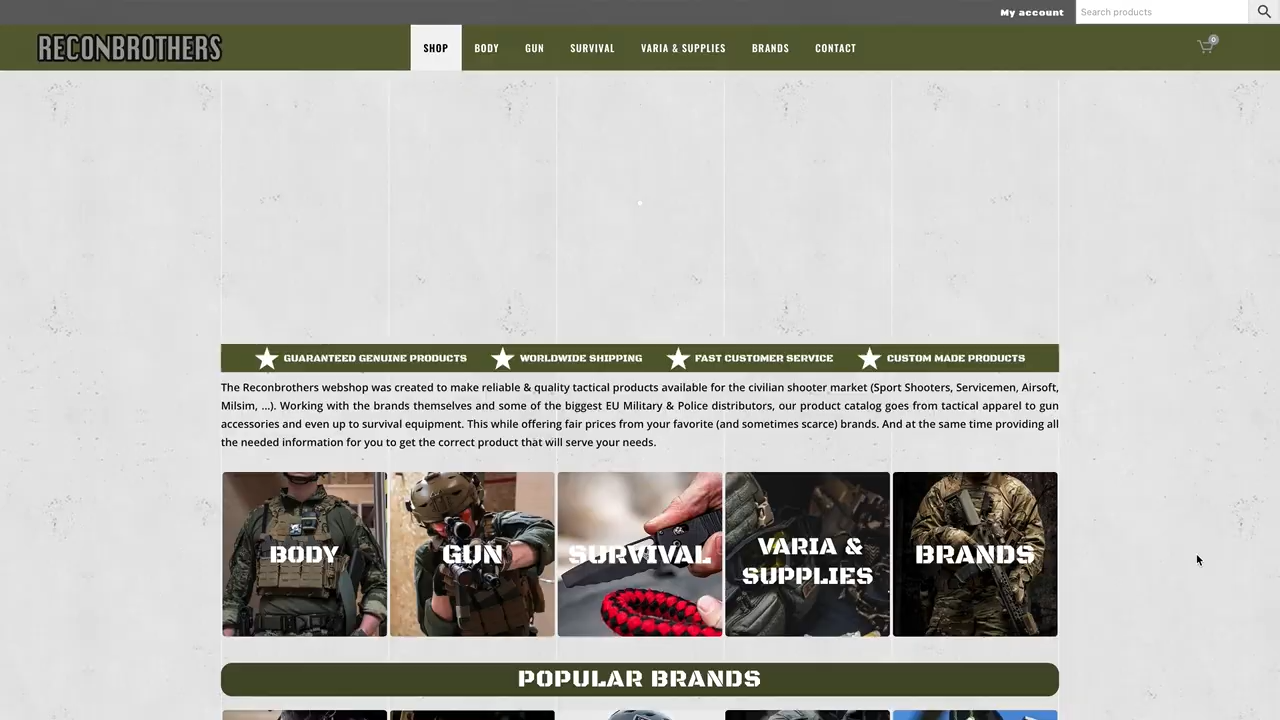 My account
Search products
RECONBROTHERS
SHOP BODY GUN SURVIVAL VARIA & SUPPLIES BRANDS CONTACT
0
GUARANTEED GENUINE PRODUCTS WORLDWIDE SHIPPING FAST CUSTOMER SERVICE CUSTOM MADE PRODUCTS
The Reconbrothers webshop was created to make reliable & quality tactical products available for the civilian shooter market (Sport Shooters, Servicemen, Airsoft,
Milsim, ...). Working with the brands themselves and some of the biggest EU Military & Police distributors, our product catalog goes from tactical apparel to gun
accessories and even up to survival equipment. This while offering fair prices from your favorite (and sometimes scarce) brands. And at the same time providing all
the needed information for you to get the correct product that will serve your needs.
BODY
GUN
SURVIVAL
VARIA &
SUPPLIES
BRANDS
POPULAR BRANDS